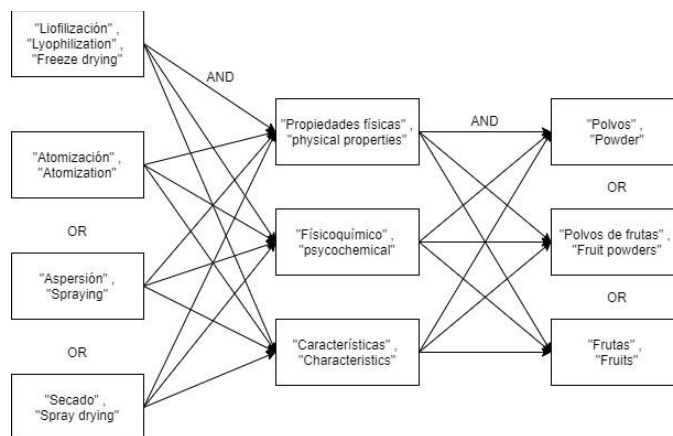 "Liofilización" ,
"Lyophilization" ,
"Freeze drying"
AND
"Propiedades físicas" ,
"physical properties"
AND
"Polvos" ,
"Powder"
"Atomización" ,
"Atomization"
OR
OR
"Físicoquímico" ,
"psycochemical"
"Polvos de frutas" ,
"Fruit powders"
"Aspersión" ,
"Spraying"
OR
OR
"Características" ,
"Characteristics"
"Frutas" ,
"Fruits"
"Secado" ,
"Spray drying"